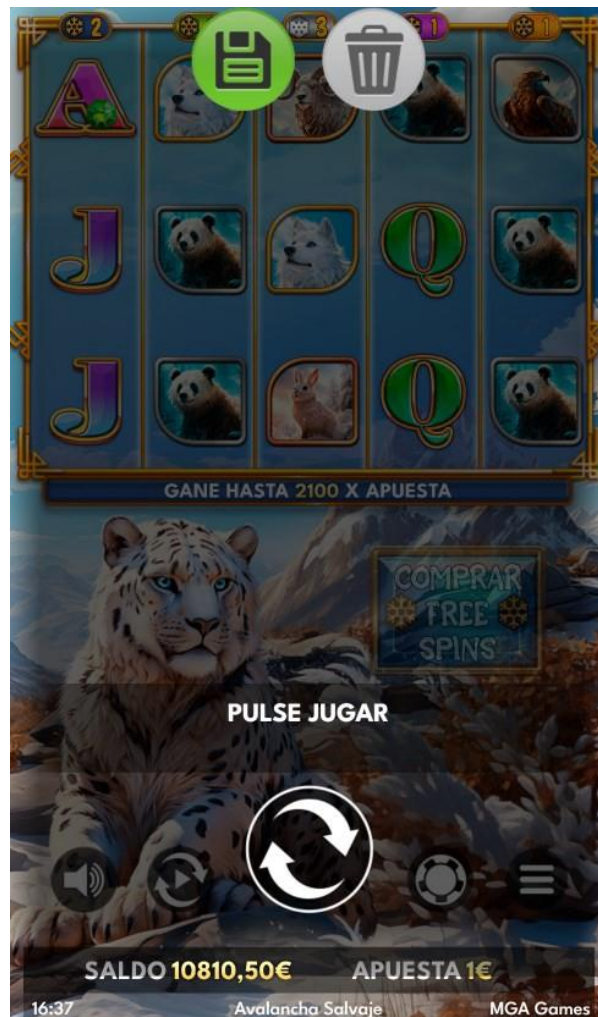 2
3
1
1
A
J
Q
J
Q
GANE HASTA 2100 X APUESTA
COMPRAR
FREE
SPINS
PULSE JUGAR
SALDO 10810,50€ APUESTA 1€
16:37 Avalancha Salvaje MGA Games